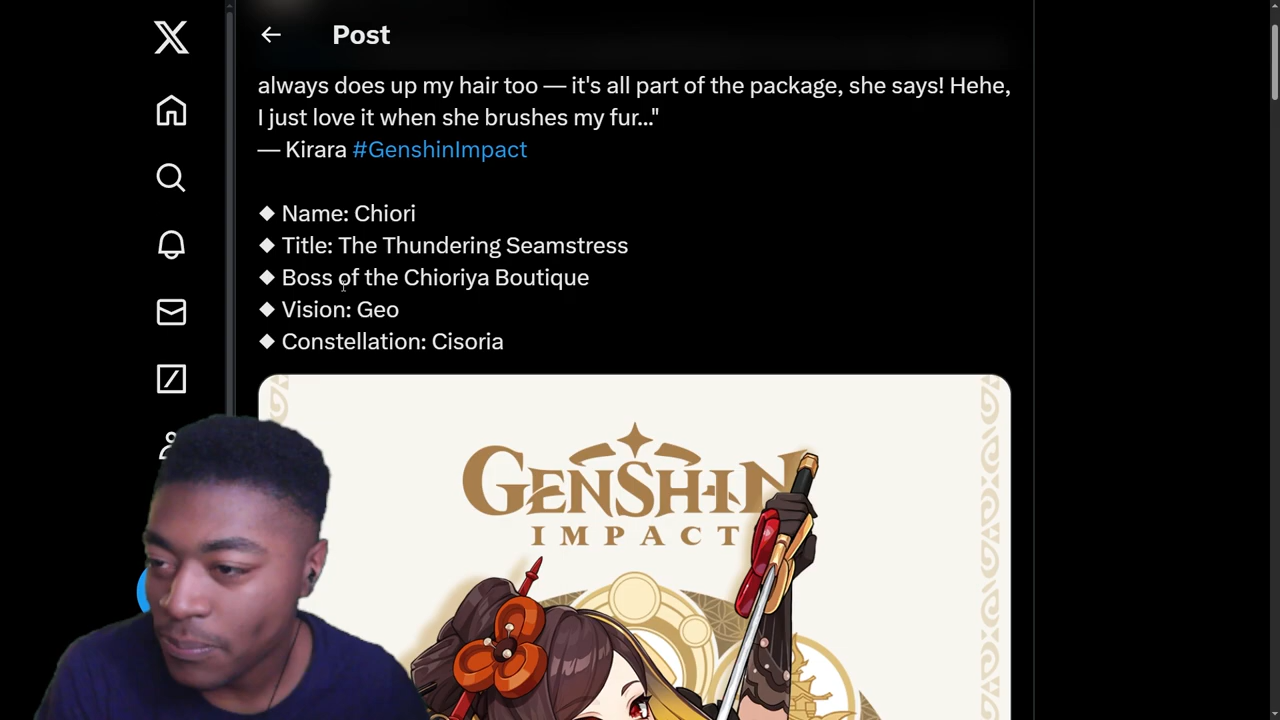 Post
always does up my hair too — it's all part of the package, she says! Hehe,
I just love it when she brushes my fur..."
— Kirara #GenshinImpact
◆ Name: Chiori
◆ Title: The Thundering Seamstress
◆ Boss of the Chioriya Boutique
◆ Vision: Geo
◆ Constellation: Cisoria
GENSHIN
IMPACT